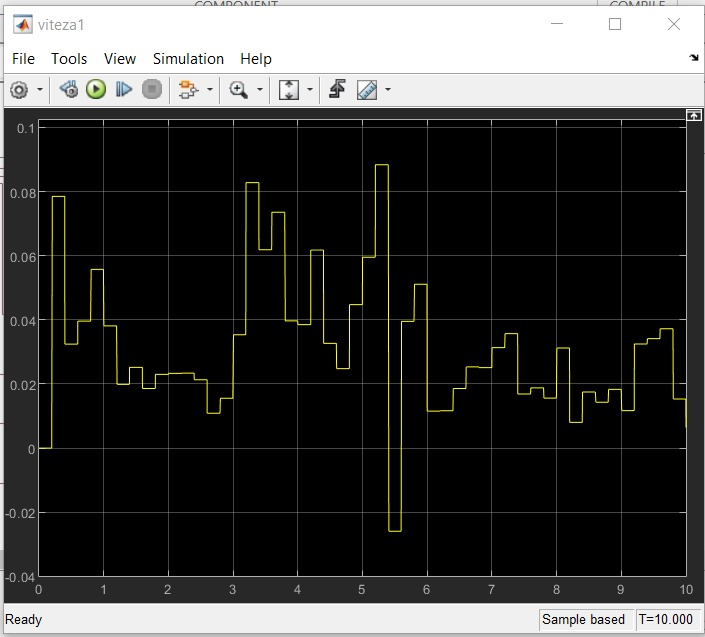 COMPONENT COMPILE
viteza1
File Tools View Simulation Help
0.1
0.08
0.06
0.04
0.02
0
-0.02
-0.04
0 1 2 3 4 5 6 7 8 9 10
Ready Sample based T=10.000